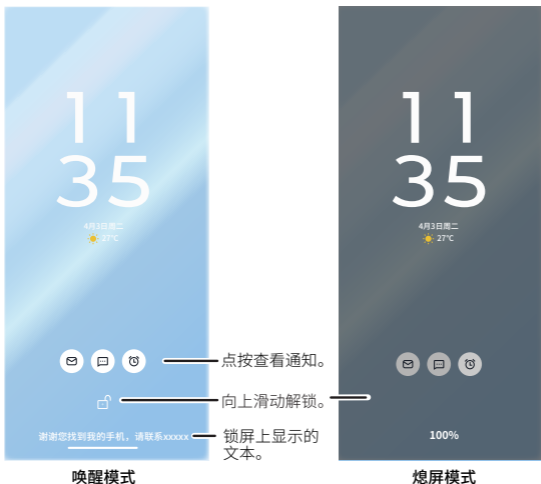 11
35
4月3日周二
27°C
谢谢您找到我的手机，请联系xxxxx
唤醒模式
点按查看通知。
向上滑动解锁。
锁屏上显示的
文本。
11
35
4月3日周二
27°C
100%
熄屏模式